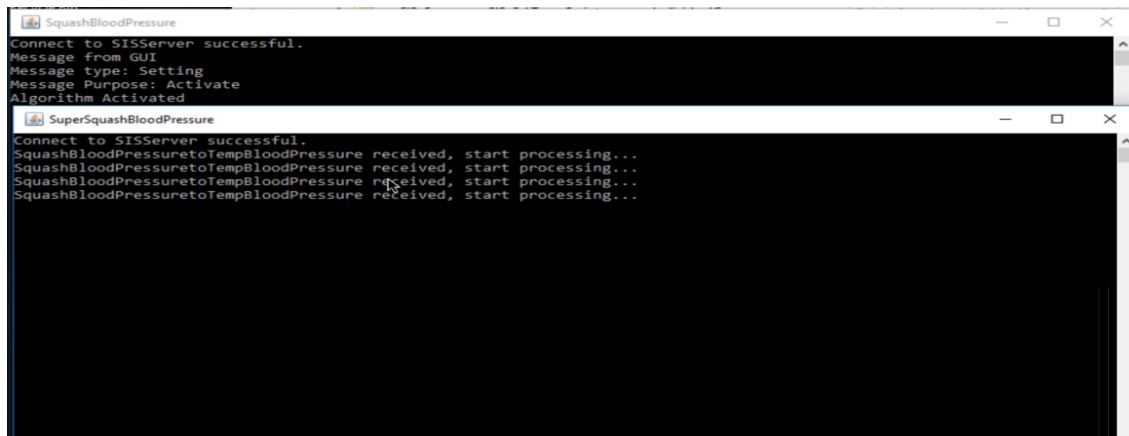 SquashBloodPressure
Connect to SISServer successful.
Message from GUI
Message type: Setting
Message Purpose: Activate
Algorithm Activated
SuperSquashBloodPressure
Connect to SISServer successful.
SquashBloodPressuretoTempBloodPressure received, start processing...
SquashBloodPressuretoTempBloodPressure received, start processing...
SquashBloodPressuretoTempBloodPressure received, start processing...
SquashBloodPressuretoTempBloodPressure received, start processing...